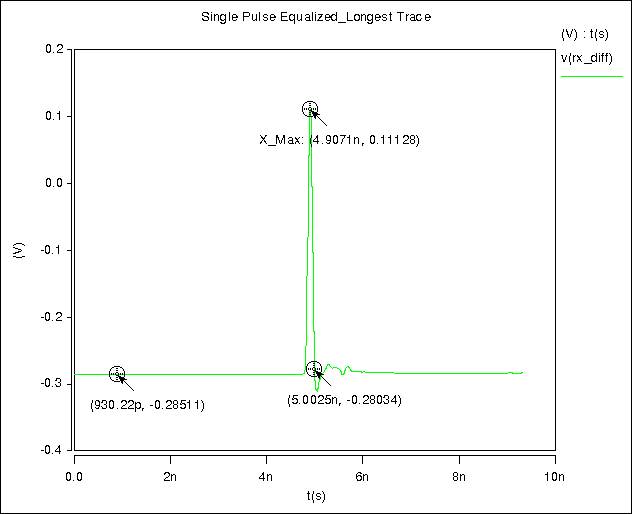 Single Pulse Equalized_Longest Trace
(V) : t(s)
v(rx_diff)
0.2
0.1
0.0
-0.1
-0.2
-0.3
-0.4
(V)
X_Max: (4.9071n, 0.11128)
(930.22p, -0.28511)
(5.0025n, -0.28034)
0.0
2n
4n
6n
8n
10n
t(s)